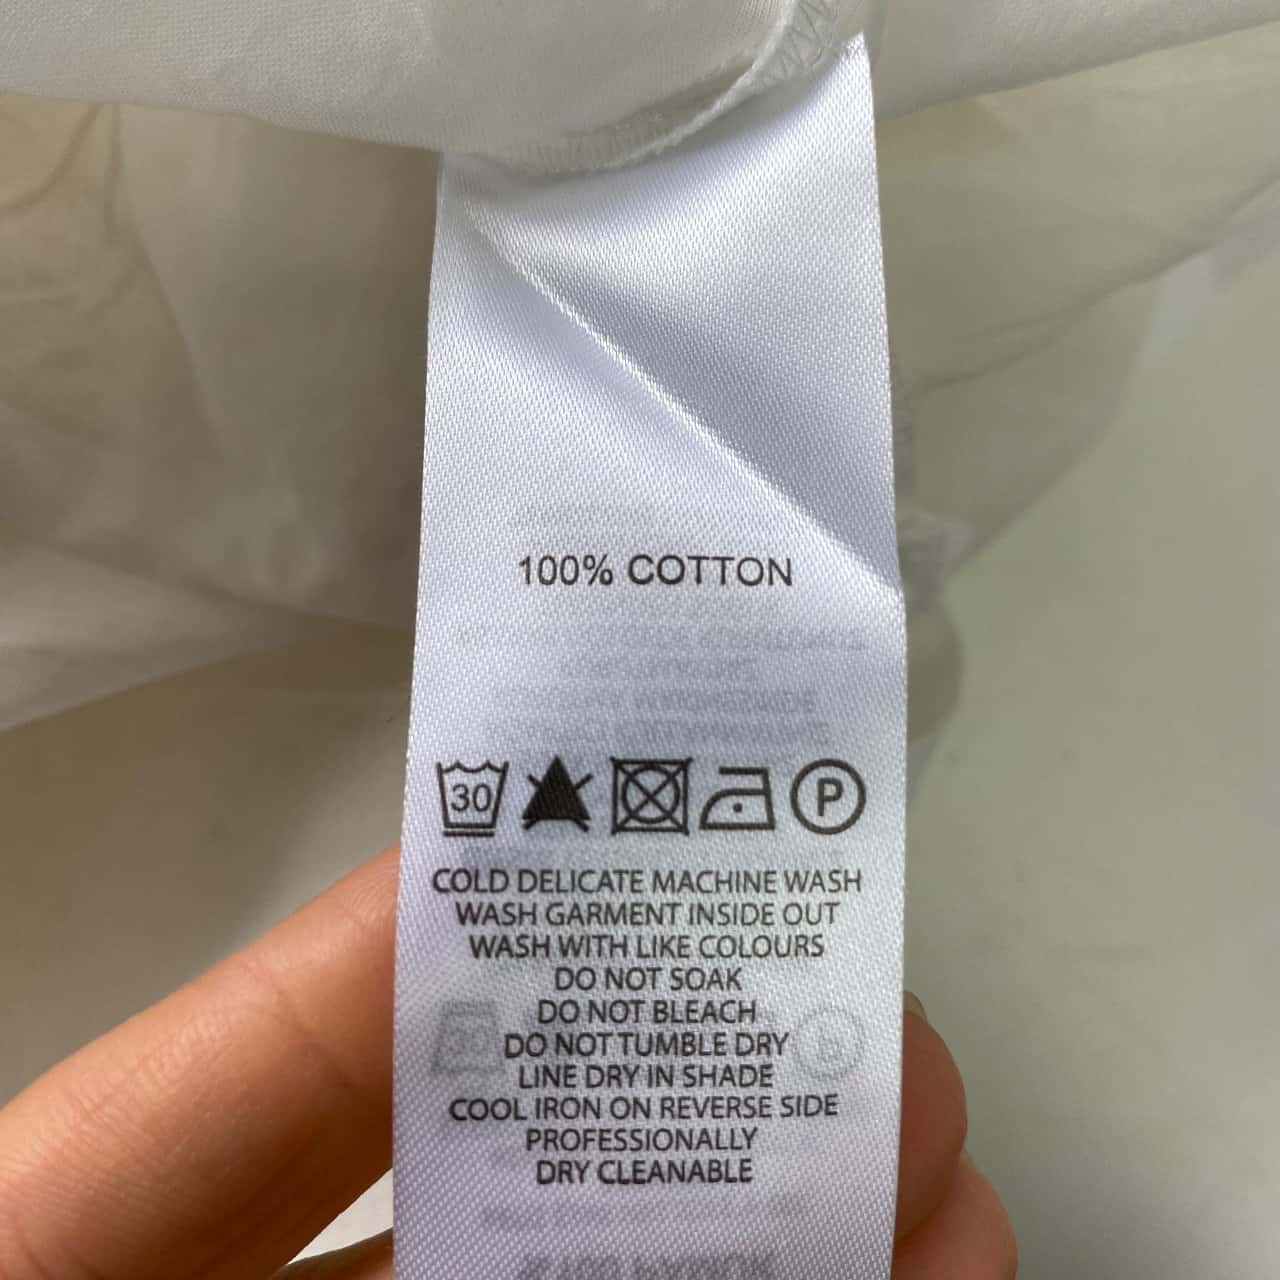 100% COTTON
30 P
COLD DELICATE MACHINE WASH
WASH GARMENT INSIDE OUT
WASH WITH LIKE COLOURS
DO NOT SOAK
DO NOT BLEACH
DO NOT TUMBLE DRY
LINE DRY IN SHADE
COOL IRON ON REVERSE SIDE
PROFESSIONALLY
DRY CLEANABLE